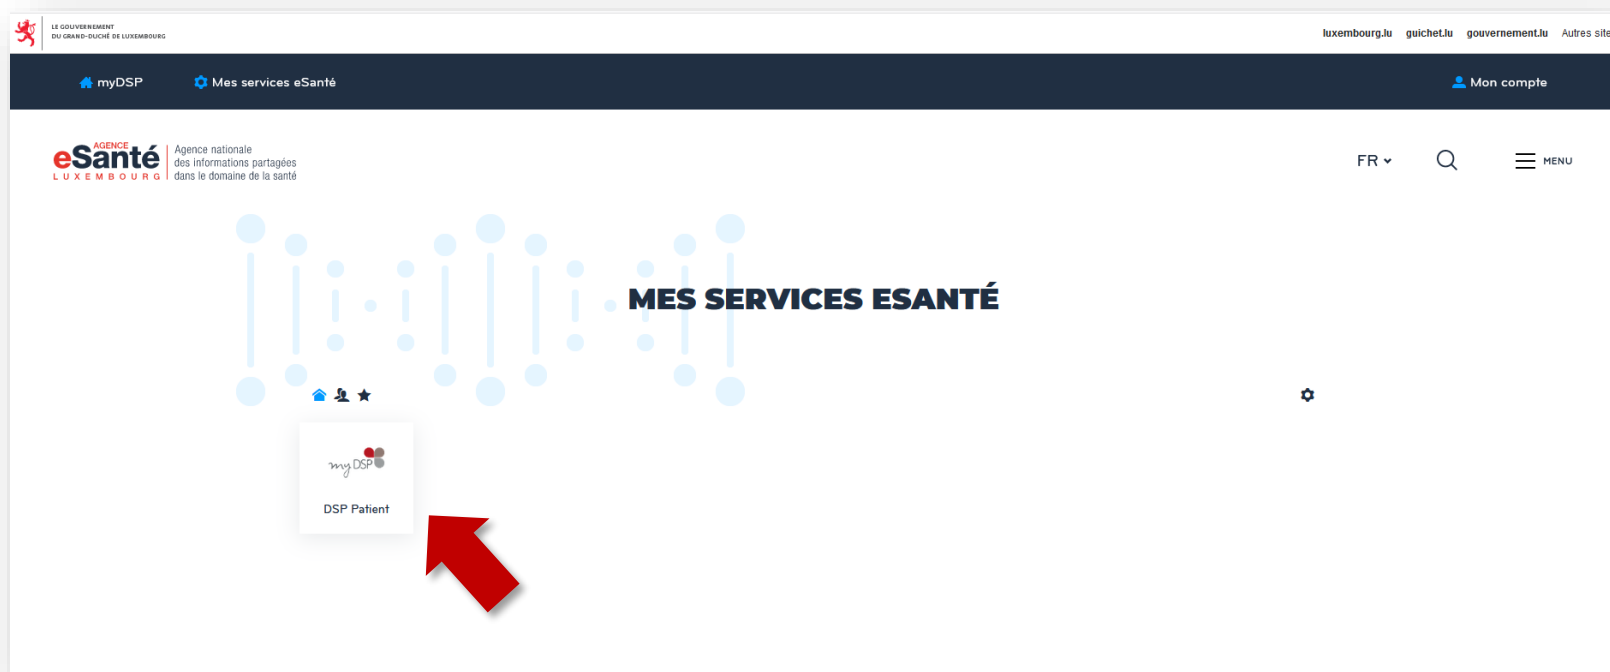 LE GOUVERNEMENT
DU GRAND-DUCHÉ DE LUXEMBOURG
luxembourg.lu guichet.lu gouvernement.lu Autres site
myDSP Mes services eSanté Mon compte
AGENCE
eSanté
LUXEMBOURG
Agence nationale
des informations partagées
dans le domaine de la santé
FR MENU
MES SERVICES ESANTÉ
my DSP
DSP Patient